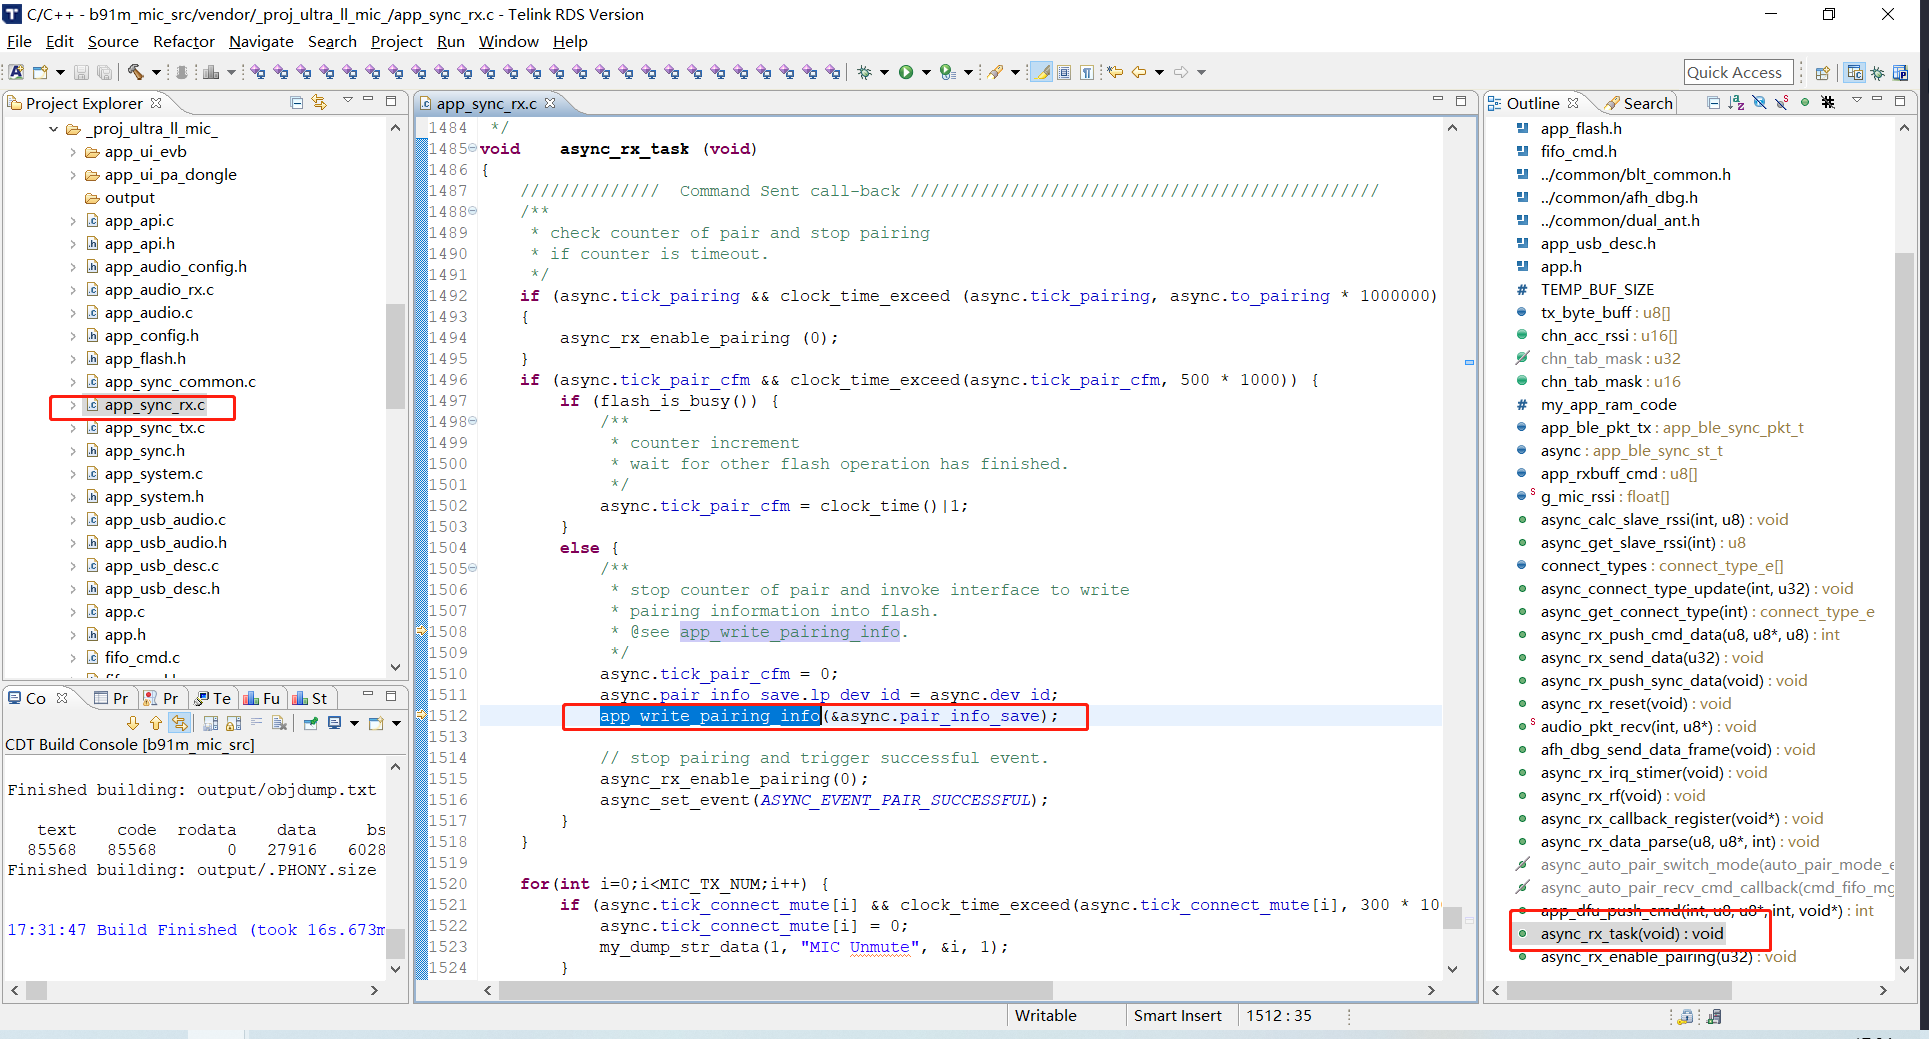 C/C++ - b91m_mic_src/vendor/_proj_ultra_ll_mic_/app_sync_rx.c - Telink RDS Version
File Edit Source Refactor Navigate Search Project Run Window Help
Quick Access
Project Explorer
_proj_ultra_ll_mic_
app_ui_evb
app_ui_pa_dongle
output
app_api.c
app_api.h
app_audio_config.h
app_audio_rx.c
app_audio.c
app_config.h
app_flash.h
app_sync_common.c
app_sync_rx.c
app_sync_tx.c
app_sync.h
app_system.c
app_system.h
app_usb_audio.c
app_usb_audio.h
app_usb_desc.c
app_usb_desc.h
app.c
app.h
fifo_cmd.c
Co Pr Pr Te Fu St
CDT Build Console [b91m_mic_src]
Finished building: output/objdump.txt
text code rodata data bs
85568 85568 0 27916 6028
Finished building: output/.PHONY.size
17:31:47 Build Finished (took 16s.673m
app_sync_rx.c
1484 */
1485 void async_rx_task (void)
1486 {
1487 ////////////// Command Sent call-back ///////////////////////////////////////////////
1488 /**
1489 * check counter of pair and stop pairing
1490 * if counter is timeout.
1491 */
1492 if (async.tick_pairing && clock_time_exceed (async.tick_pairing, async.to_pairing * 1000000)
1493 {
1494 async_rx_enable_pairing (0);
1495 }
1496 if (async.tick_pair_cfm && clock_time_exceed(async.tick_pair_cfm, 500 * 1000)) {
1497 if (flash_is_busy()) {
1498 /**
1499 * counter increment
1500 * wait for other flash operation has finished.
1501 */
1502 async.tick_pair_cfm = clock_time()|1;
1503 }
1504 else {
1505 /**
1506 * stop counter of pair and invoke interface to write
1507 * pairing information into flash.
1508 * @see app_write_pairing_info.
1509 */
1510 async.tick_pair_cfm = 0;
1511 async.pair_info_save.lp_dev_id = async.dev_id;
1512 app_write_pairing_info(&async.pair_info_save);
1513
1514 // stop pairing and trigger successful event.
1515 async_rx_enable_pairing(0);
1516 async_set_event(ASYNC_EVENT_PAIR_SUCCESSFUL);
1517 }
1518 }
1519
1520 for(int i=0;i<MIC_TX_NUM;i++) {
1521 if (async.tick_connect_mute[i] && clock_time_exceed(async.tick_connect_mute[i], 300 * 10
1522 async.tick_connect_mute[i] = 0;
1523 my_dump_str_data(1, "MIC Unmute", &i, 1);
1524 }
Outline Search
app_flash.h
fifo_cmd.h
../common/blt_common.h
../common/afh_dbg.h
../common/dual_ant.h
app_usb_desc.h
app.h
TEMP_BUF_SIZE
tx_byte_buff : u8[]
chn_acc_rssi : u16[]
chn_tab_mask : u32
chn_tab_mask : u16
my_app_ram_code
app_ble_pkt_tx : app_ble_sync_pkt_t
async : app_ble_sync_st_t
app_rxbuff_cmd : u8[]
g_mic_rssi : float[]
async_calc_slave_rssi(int, u8) : void
async_get_slave_rssi(int) : u8
connect_types : connect_type_e[]
async_connect_type_update(int, u32) : void
async_get_connect_type(int) : connect_type_e
async_rx_push_cmd_data(u8, u8*, u8) : int
async_rx_send_data(u32) : void
async_rx_push_sync_data(void) : void
async_rx_reset(void) : void
audio_pkt_recv(int, u8*) : void
afh_dbg_send_data_frame(void) : void
async_rx_irq_stimer(void) : void
async_rx_rf(void) : void
async_rx_callback_register(void*) : void
async_rx_data_parse(u8, u8*, int) : void
async_auto_pair_switch_mode(auto_pair_mode_e
async_auto_pair_recv_cmd_callback(cmd_fifo_mg
app_dfu_push_cmd(int, u8, u8*, int, void*) : int
async_rx_task(void) : void
async_rx_enable_pairing(u32) : void
Writable Smart Insert 1512 : 35